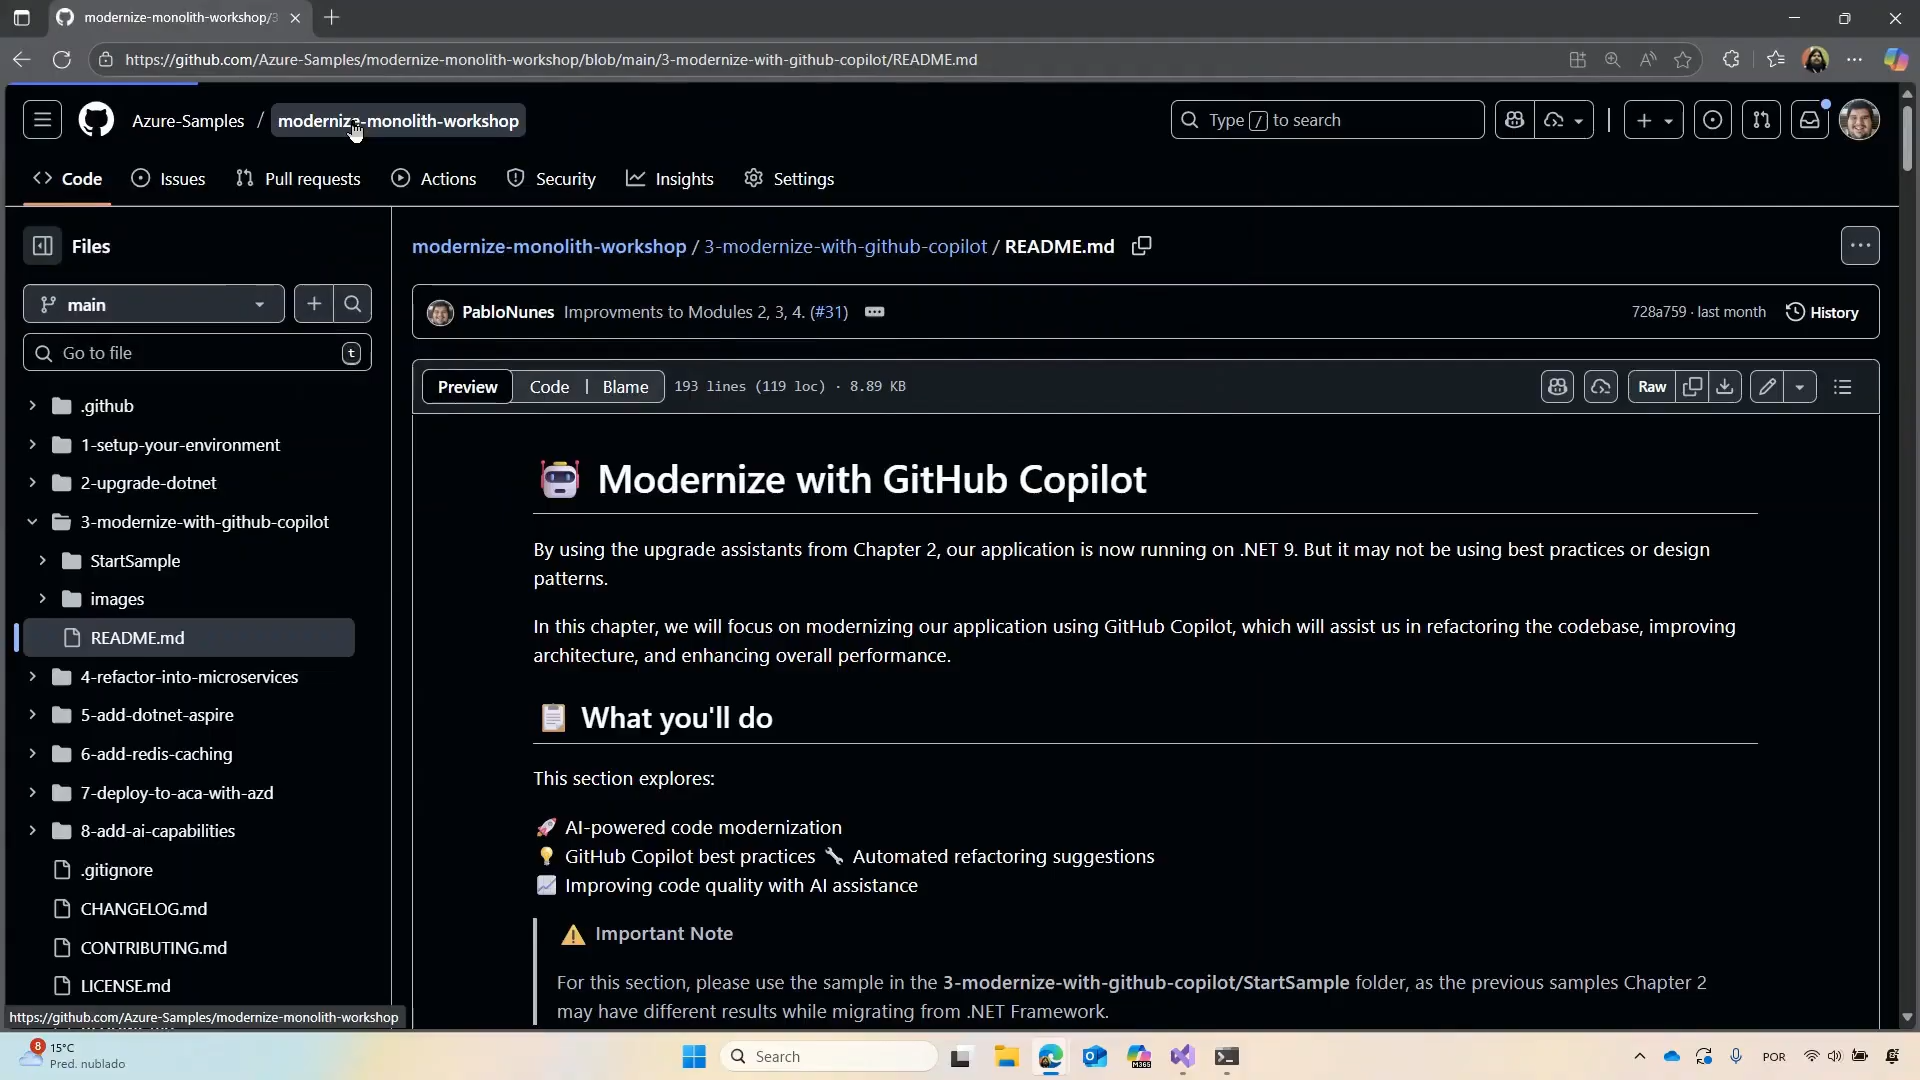 modernize-monolith-workshop/3
https://github.com/Azure-Samples/modernize-monolith-workshop/blob/main/3-modernize-with-github-copilot/README.md
Azure-Samples / modernize-monolith-workshop
Type / to search
Code
Issues
Pull requests
Actions
Security
Insights
Settings
Files
main
Go to file
t
.github
1-setup-your-environment
2-upgrade-dotnet
3-modernize-with-github-copilot
StartSample
images
README.md
4-refactor-into-microservices
5-add-dotnet-aspire
6-add-redis-caching
7-deploy-to-aca-with-azd
8-add-ai-capabilities
.gitignore
CHANGELOG.md
CONTRIBUTING.md
LICENSE.md
https://github.com/Azure-Samples/modernize-monolith-workshop
modernize-monolith-workshop / 3-modernize-with-github-copilot / README.md
PabloNunes Improvments to Modules 2, 3, 4. (#31)
728a759 · last month
History
Preview
Code
Blame
193 lines (119 loc) · 8.89 KB
Raw
Modernize with GitHub Copilot
By using the upgrade assistants from Chapter 2, our application is now running on .NET 9. But it may not be using best practices or design
patterns.
In this chapter, we will focus on modernizing our application using GitHub Copilot, which will assist us in refactoring the codebase, improving
architecture, and enhancing overall performance.
What you'll do
This section explores:
AI-powered code modernization
GitHub Copilot best practices Automated refactoring suggestions
Improving code quality with AI assistance
Important Note
For this section, please use the sample in the 3-modernize-with-github-copilot/StartSample folder, as the previous samples Chapter 2
may have different results while migrating from .NET Framework.
8
15°C
Pred. nublado
Search
M365
POR